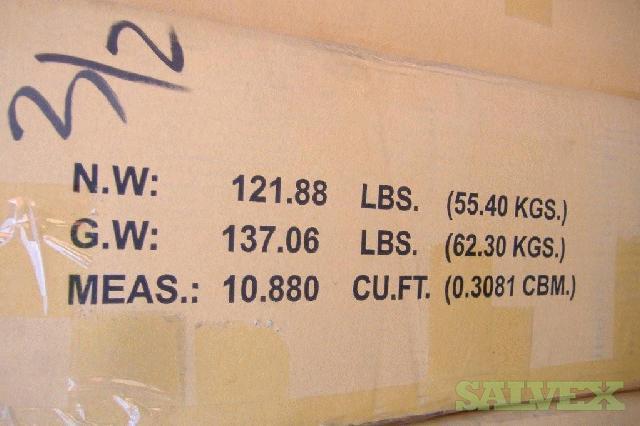 3/2
N.W: 121.88 LBS. (55.40 KGS.)
G.W: 137.06 LBS. (62.30 KGS.)
MEAS.: 10.880 CU.FT. (0.3081 CBM.)
SALVEX